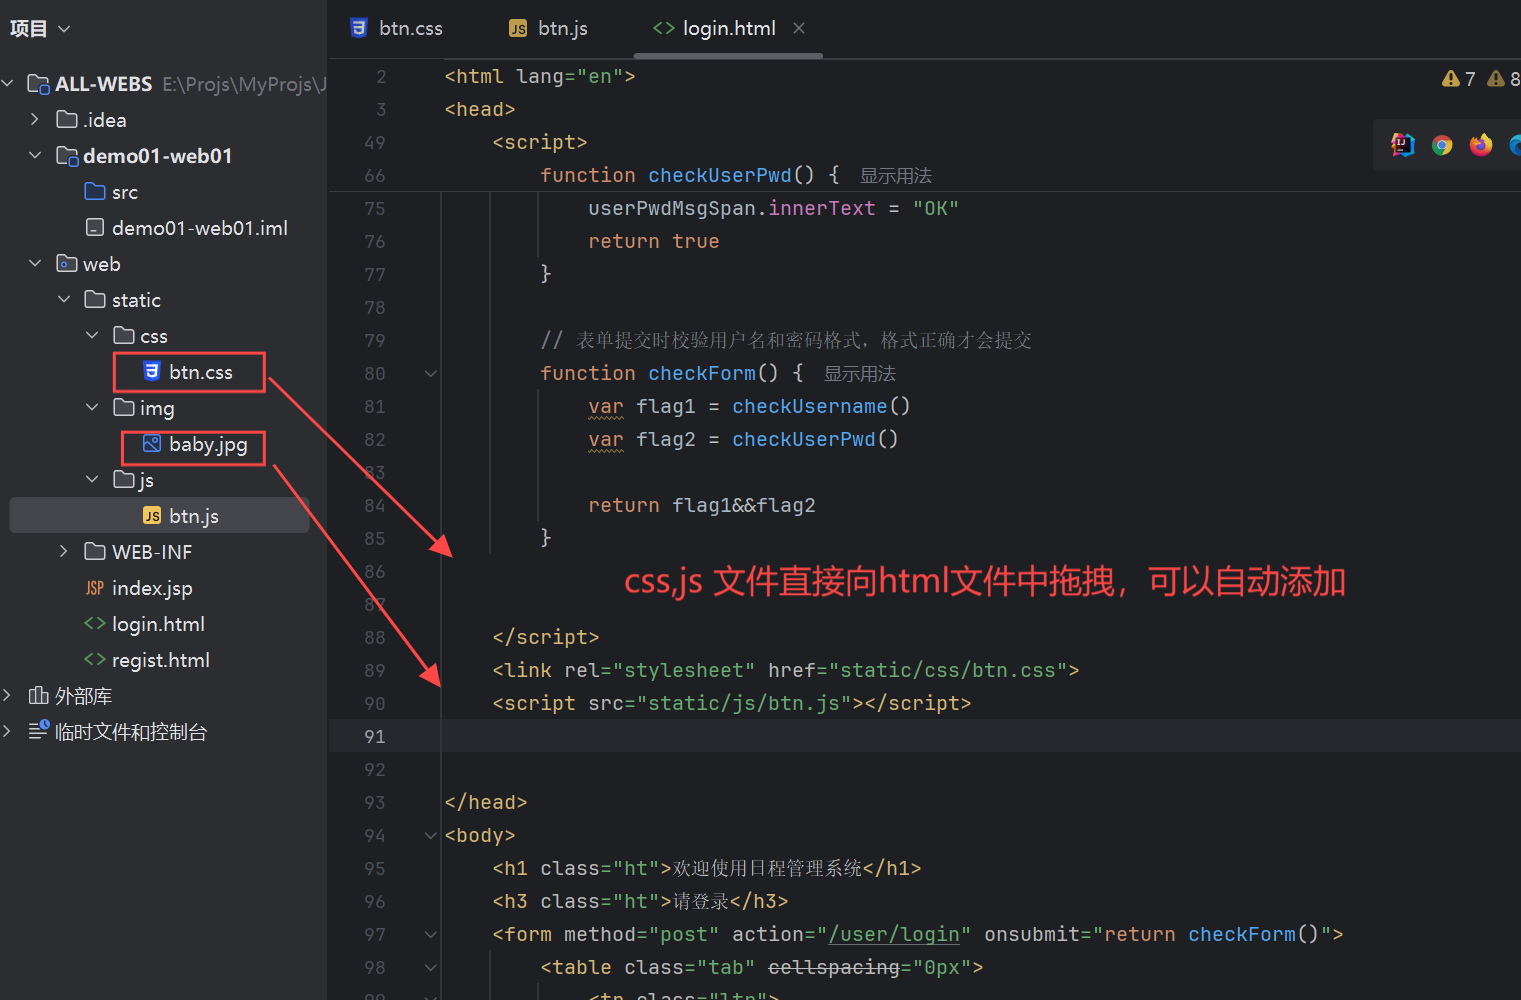 项目
btn.css
btn.js
login.html
ALL-WEBS E:\Projs\MyProjs\J
.idea
demo01-web01
src
demo01-web01.iml
web
static
css
btn.css
img
baby.jpg
js
btn.js
WEB-INF
JSP index.jsp
login.html
regist.html
外部库
临时文件和控制台
7 8
2 <html lang="en">
3 <head>
49 <script>
66 function checkUserPwd() { 显示用法
75 userPwdMsgSpan.innerText = "OK"
76 return true
77 }
78
79 // 表单提交时校验用户名和密码格式，格式正确才会提交
80 function checkForm() { 显示用法
81 var flag1 = checkUsername()
82 var flag2 = checkUserPwd()
83
84 return flag1&&flag2
85 }
86
css,js 文件直接向html文件中拖拽，可以自动添加
87
88 </script>
89 <link rel="stylesheet" href="static/css/btn.css">
90 <script src="static/js/btn.js"></script>
91
92
93 </head>
94 <body>
95 <h1 class="ht">欢迎使用日程管理系统</h1>
96 <h3 class="ht">请登录</h3>
97 <form method="post" action="/user/login" onsubmit="return checkForm()">
98 <table class="tab" cellspacing="0px">
99 <tr class="ltr">